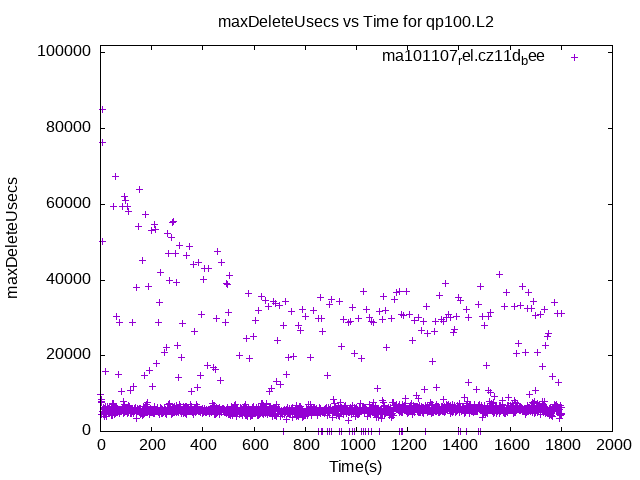 maxDeleteUsecs vs Time for qp100.L2
ma101107rel.cz11dbee
100000
80000
60000
40000
20000
0
maxDeleteUsecs
0 200 400 600 800 1000 1200 1400 1600 1800 2000
Time(s)